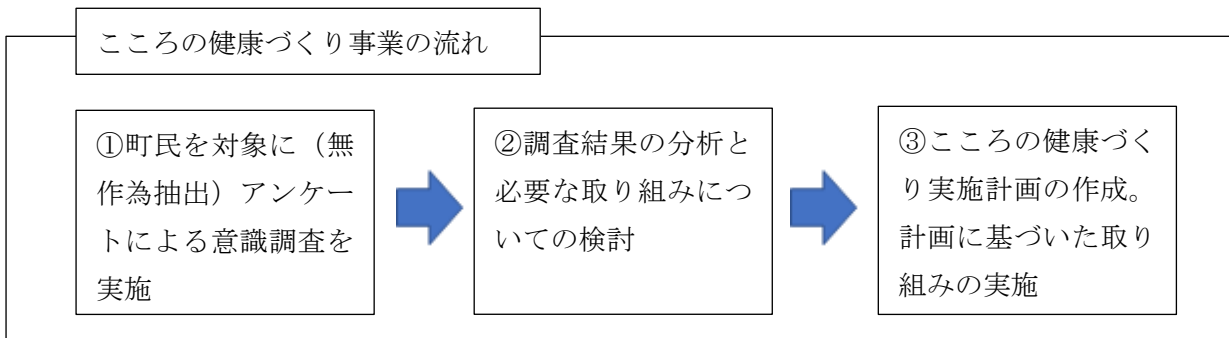 こころの健康づくり事業の流れ
①町民を対象に（無
作為抽出）アンケー
トによる意識調査を
実施
②調査結果の分析と
必要な取り組みにつ
いての検討
③こころの健康づく
り実施計画の作成。
計画に基づいた取り
組みの実施